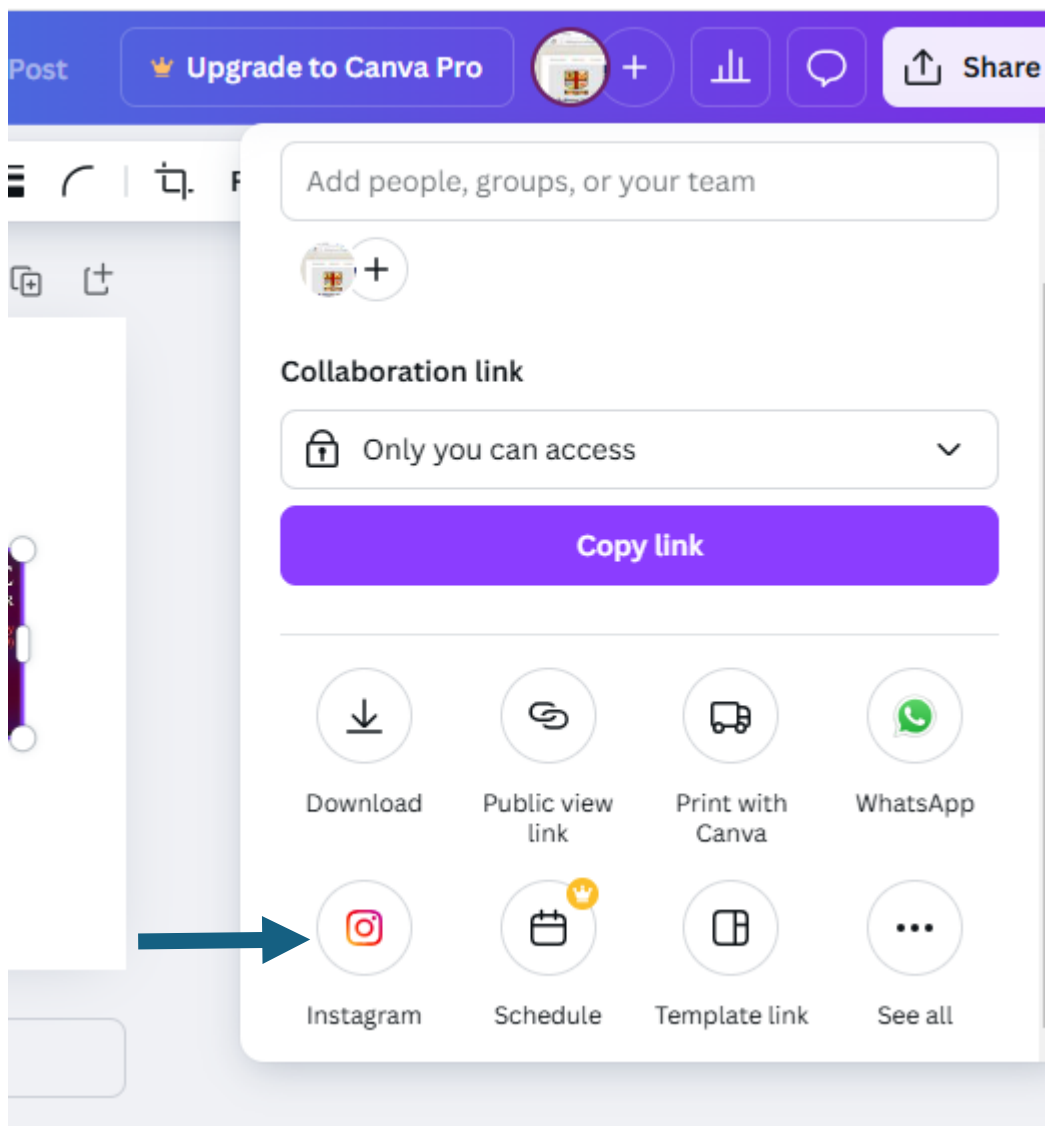 Post
Upgrade to Canva Pro
Share
F
Add people, groups, or your team
Collaboration link
Only you can access
Copy link
Download
Public view
link
Print with
Canva
WhatsApp
Instagram
Schedule
Template link
See all